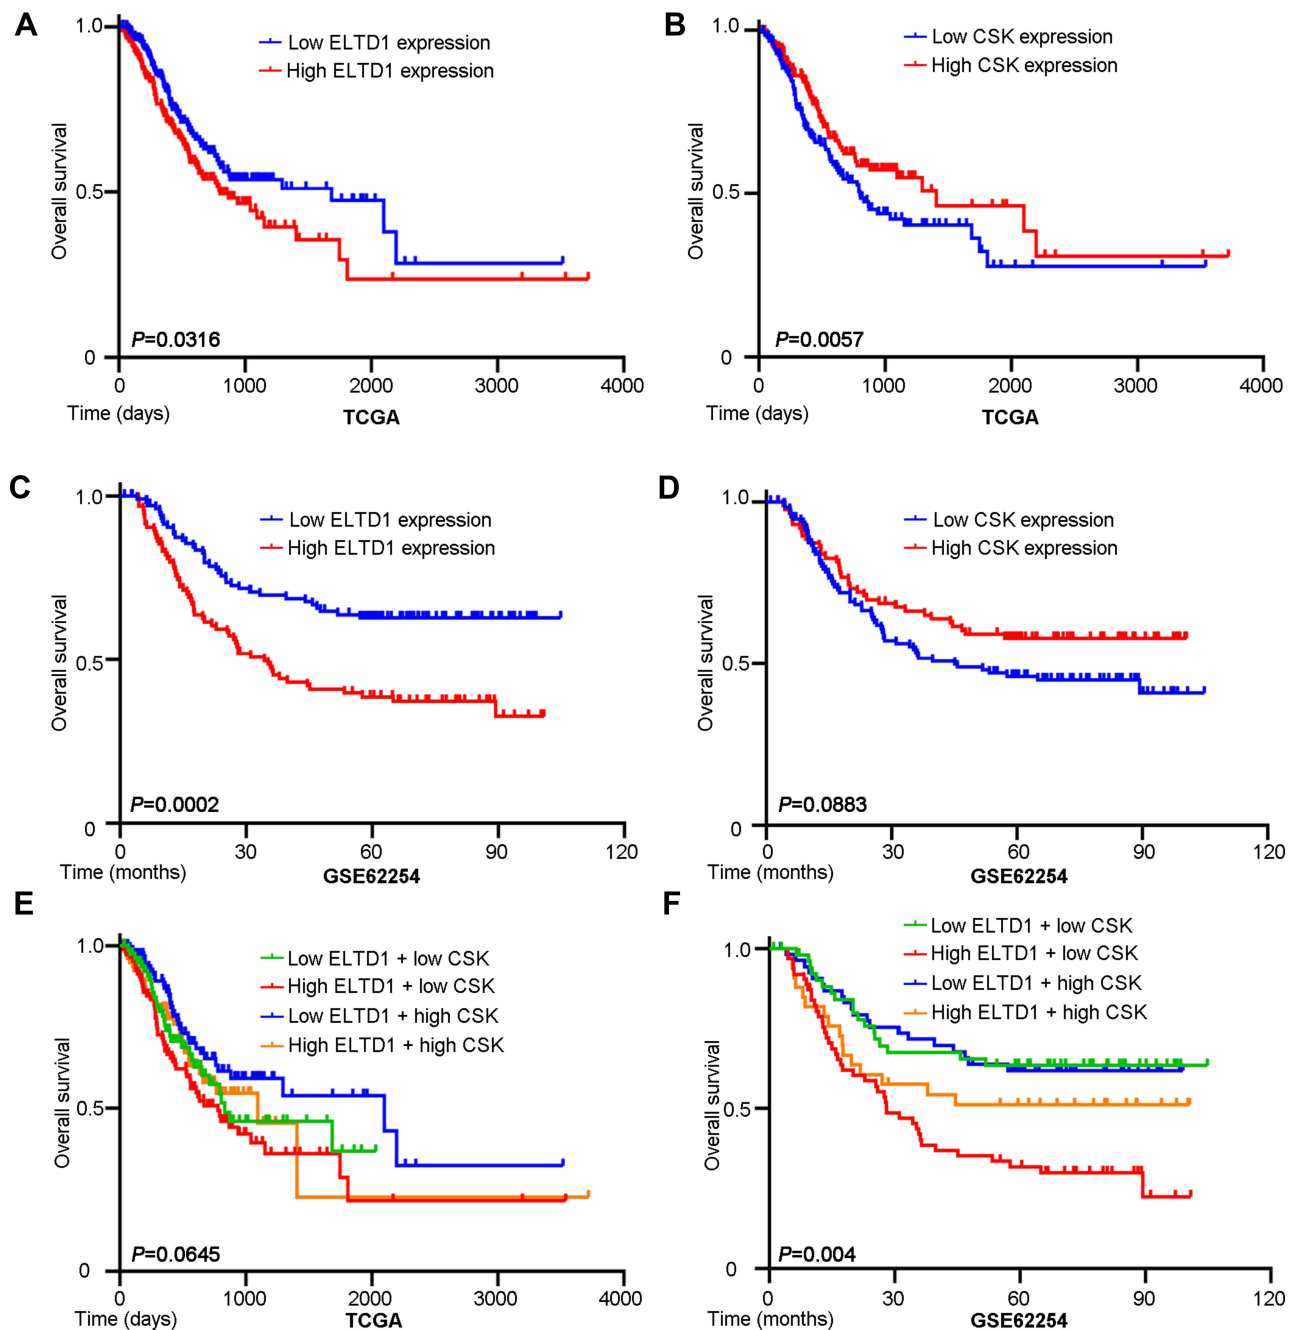 A
1.0
Low ELTD1 expression
High ELTD1 expression
Overall survival
0.5
P=0.0316
0
0 1000 2000 3000 4000
Time (days)
TCGA
B
1.0
Low CSK expression
High CSK expression
Overall survival
0.5
P=0.0057
0
0 1000 2000 3000 4000
Time (days)
TCGA
C
1.0
Low ELTD1 expression
High ELTD1 expression
Overall survival
0.5
P=0.0002
0
0 30 60 90 120
Time (months)
GSE62254
D
1.0
Low CSK expression
High CSK expression
Overall survival
0.5
P=0.0883
0
0 30 60 90 120
Time (months)
GSE62254
E
1.0
Low ELTD1 + low CSK
High ELTD1 + low CSK
Low ELTD1 + high CSK
High ELTD1 + high CSK
Overall survival
0.5
P=0.0645
0
0 1000 2000 3000 4000
Time (days)
TCGA
F
1.0
Low ELTD1 + low CSK
High ELTD1 + low CSK
Low ELTD1 + high CSK
High ELTD1 + high CSK
Overall survival
0.5
P=0.004
0
0 30 60 90 120
Time (months)
GSE62254